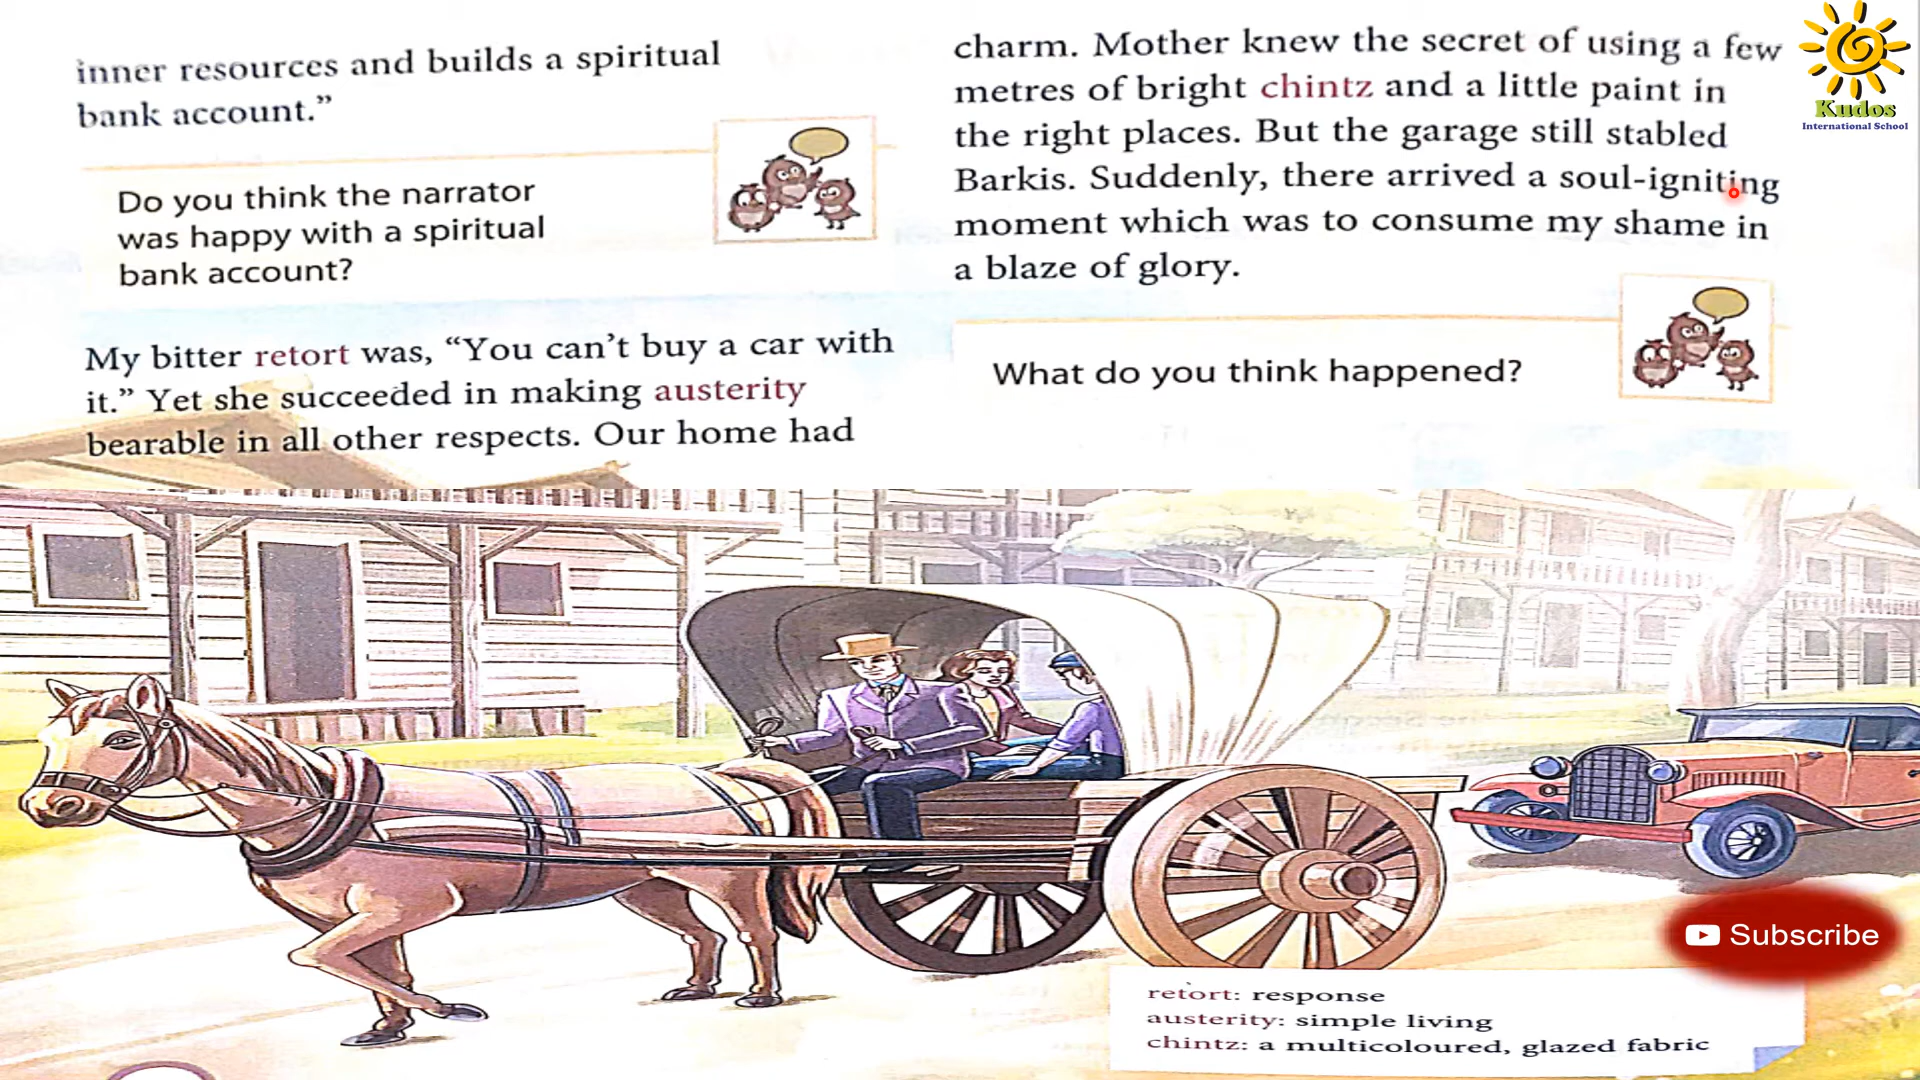 inner resources and builds a spiritual
bank account.”
Do you think the narrator
was happy with a spiritual
bank account?
My bitter retort was, “You can’t buy a car with
it.” Yet she succeeded in making austerity
bearable in all other respects. Our home had
charm. Mother knew the secret of using a few
metres of bright chintz and a little paint in
the right places. But the garage still stabled
Barkis. Suddenly, there arrived a soul-igniting
moment which was to consume my shame in
a blaze of glory.
What do you think happened?
Kudos
International School
Subscribe
retort: response
austerity: simple living
chintz: a multicoloured, glazed fabric